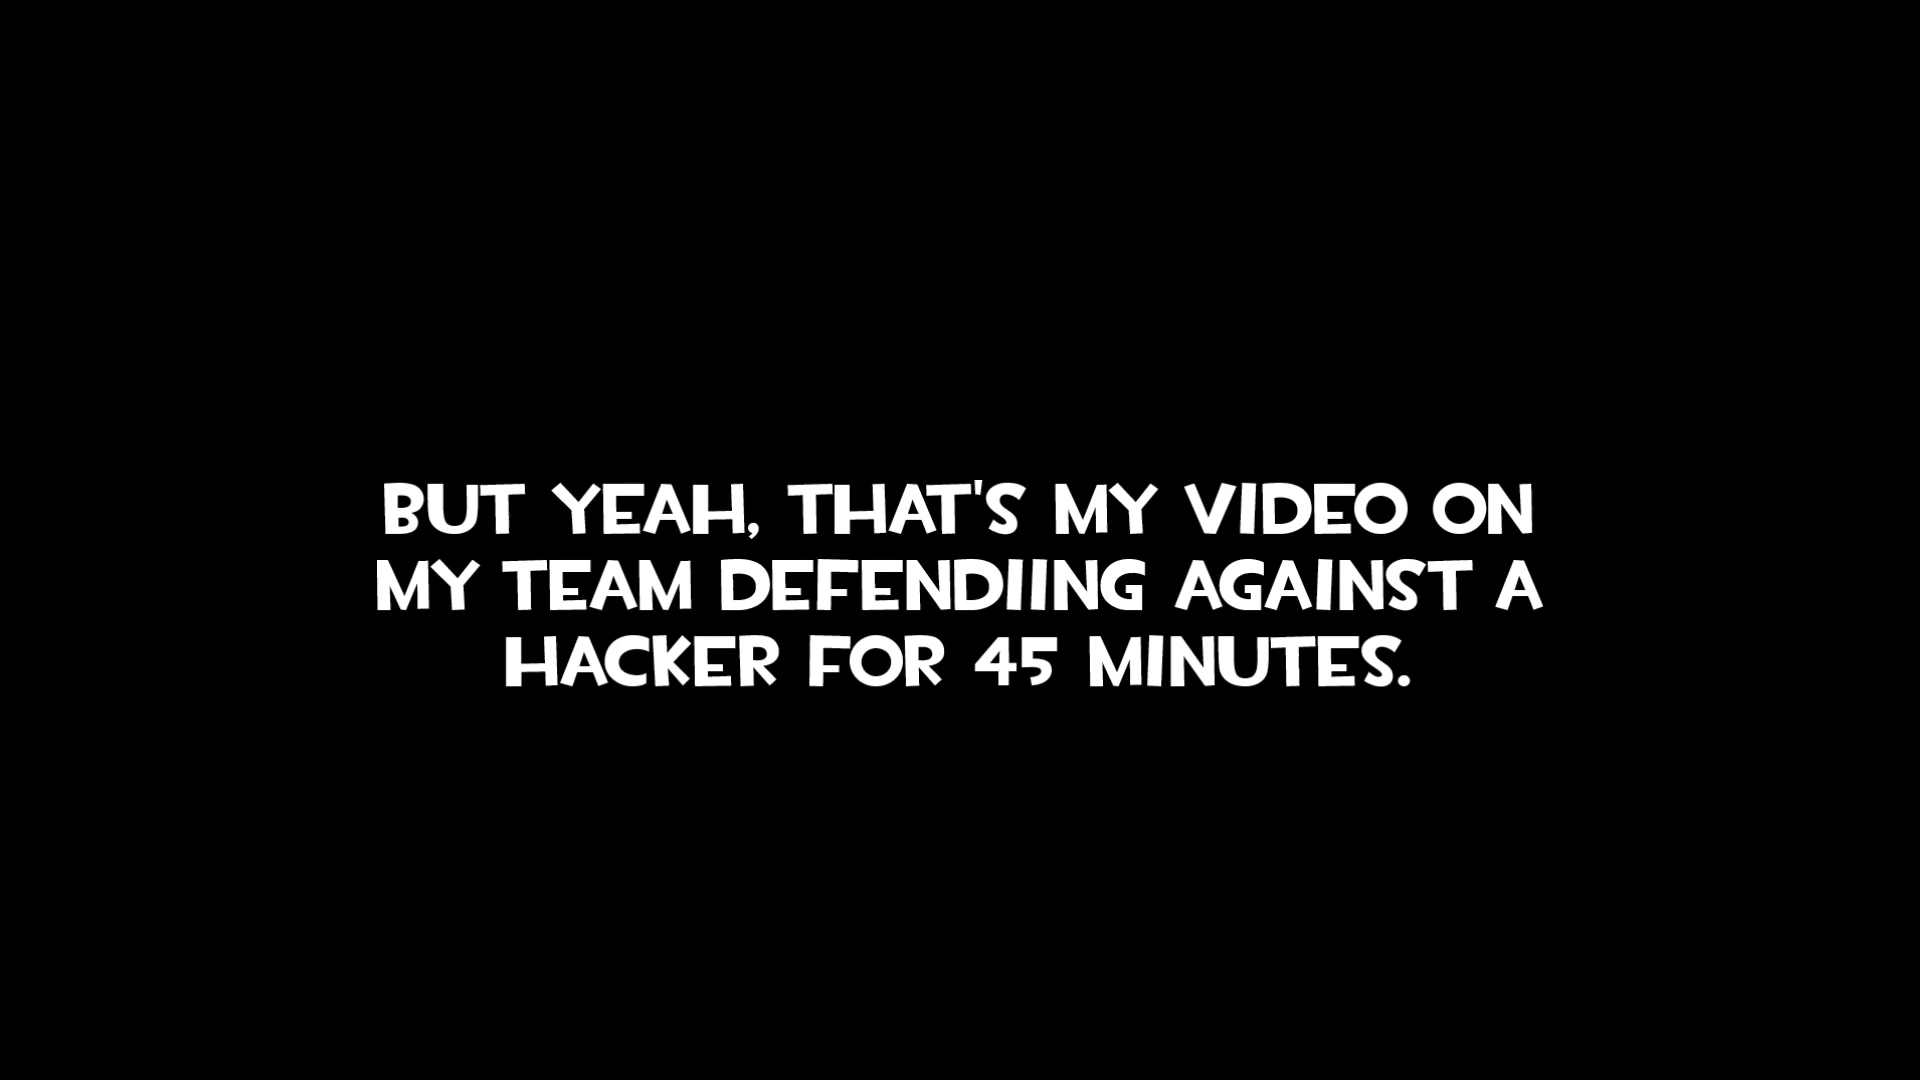 BUT YEAH, THAT'S MY VIDEO ON
MY TEAM DEFENDIING AGAINST A
HACKER FOR 45 MINUTES.